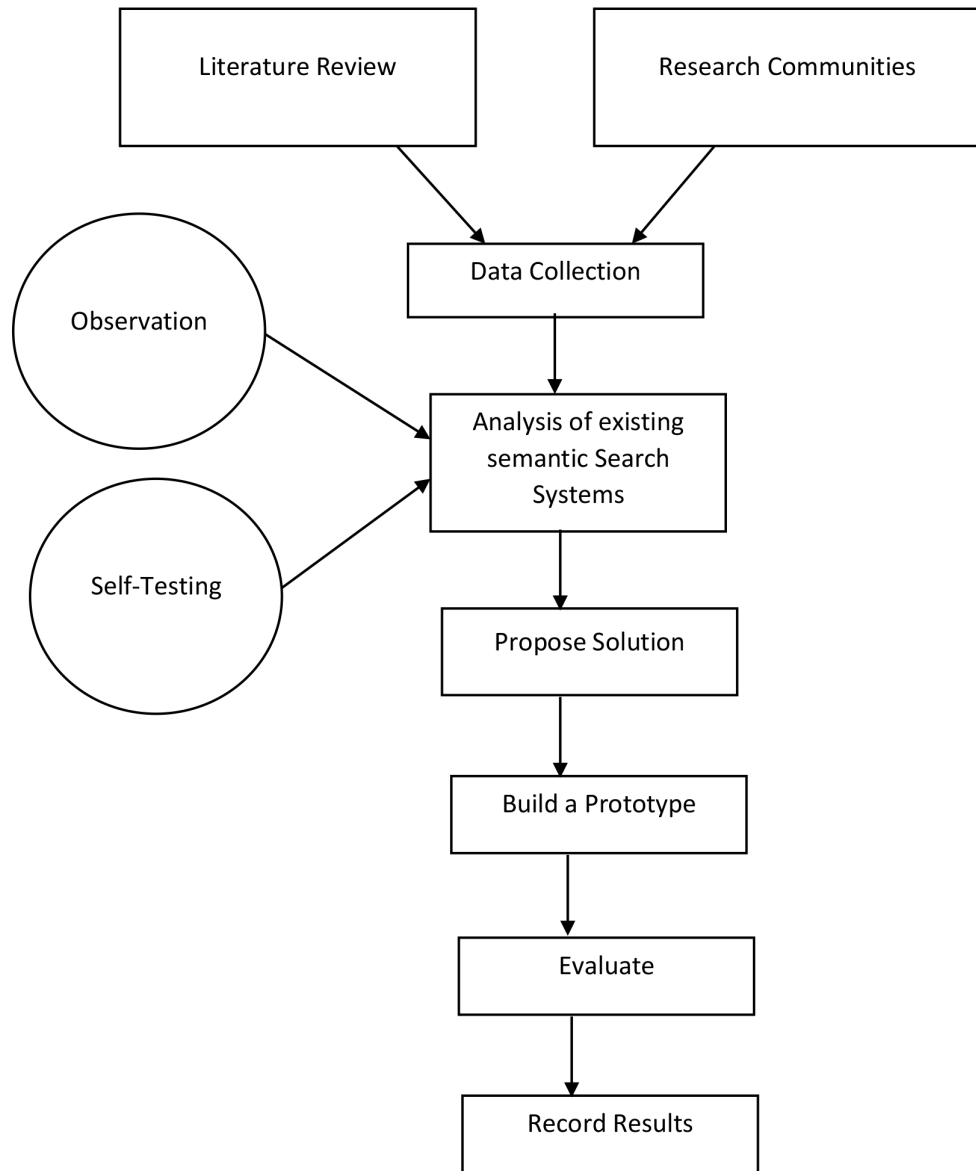 Literature Review
Research Communities
Data Collection
Observation
Analysis of existing
semantic Search
Systems
Self-Testing
Propose Solution
Build a Prototype
Evaluate
Record Results